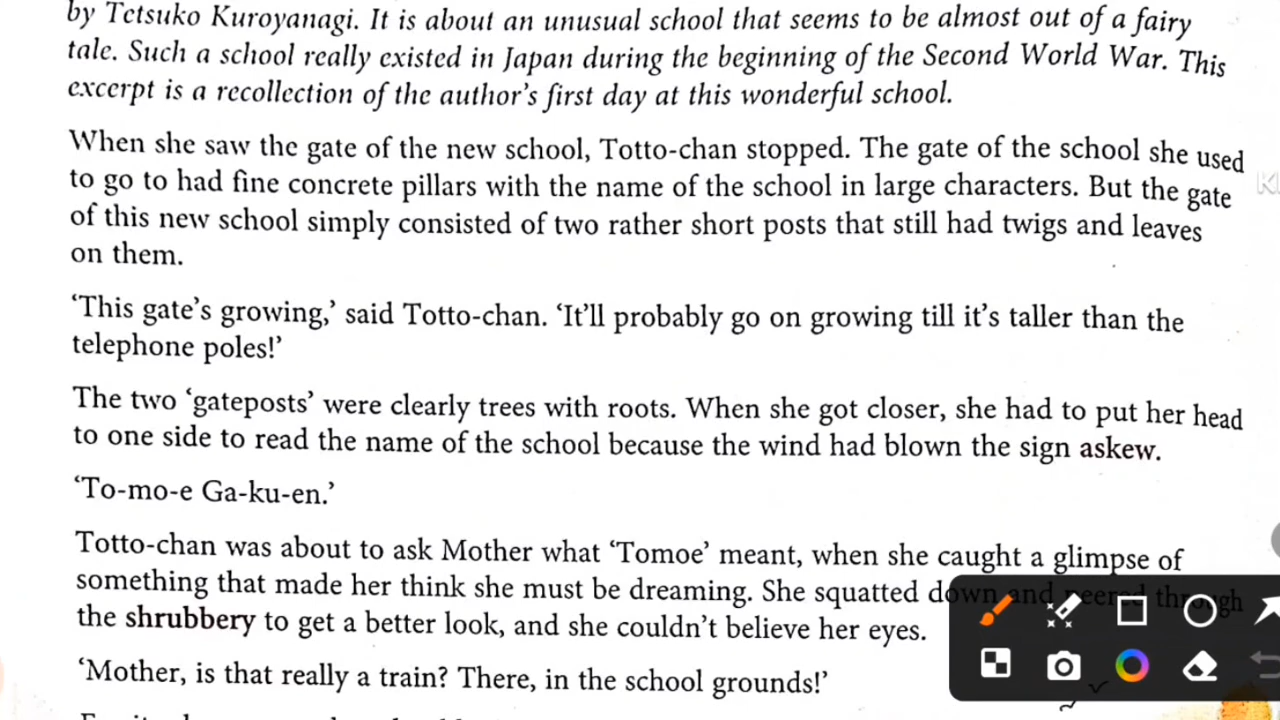 by Tetsuko Kuroyanagi. It is about an unusual school that seems to be almost out of a fairy
tale. Such a school really existed in Japan during the beginning of the Second World War. This
excerpt is a recollection of the author's first day at this wonderful school.
When she saw the gate of the new school, Totto-chan stopped. The gate of the school she used
to go to had fine concrete pillars with the name of the school in large characters. But the gate
of this new school simply consisted of two rather short posts that still had twigs and leaves
on them.
‘This gate’s growing,’ said Totto-chan. ‘It’ll probably go on growing till it’s taller than the
telephone poles!’
The two ‘gateposts’ were clearly trees with roots. When she got closer, she had to put her head
to one side to read the name of the school because the wind had blown the sign askew.
‘To-mo-e Ga-ku-en.’
Totto-chan was about to ask Mother what ‘Tomoe’ meant, when she caught a glimpse of
something that made her think she must be dreaming. She squatted down and peered through
the shrubbery to get a better look, and she couldn’t believe her eyes.
‘Mother, is that really a train? There, in the school grounds!’